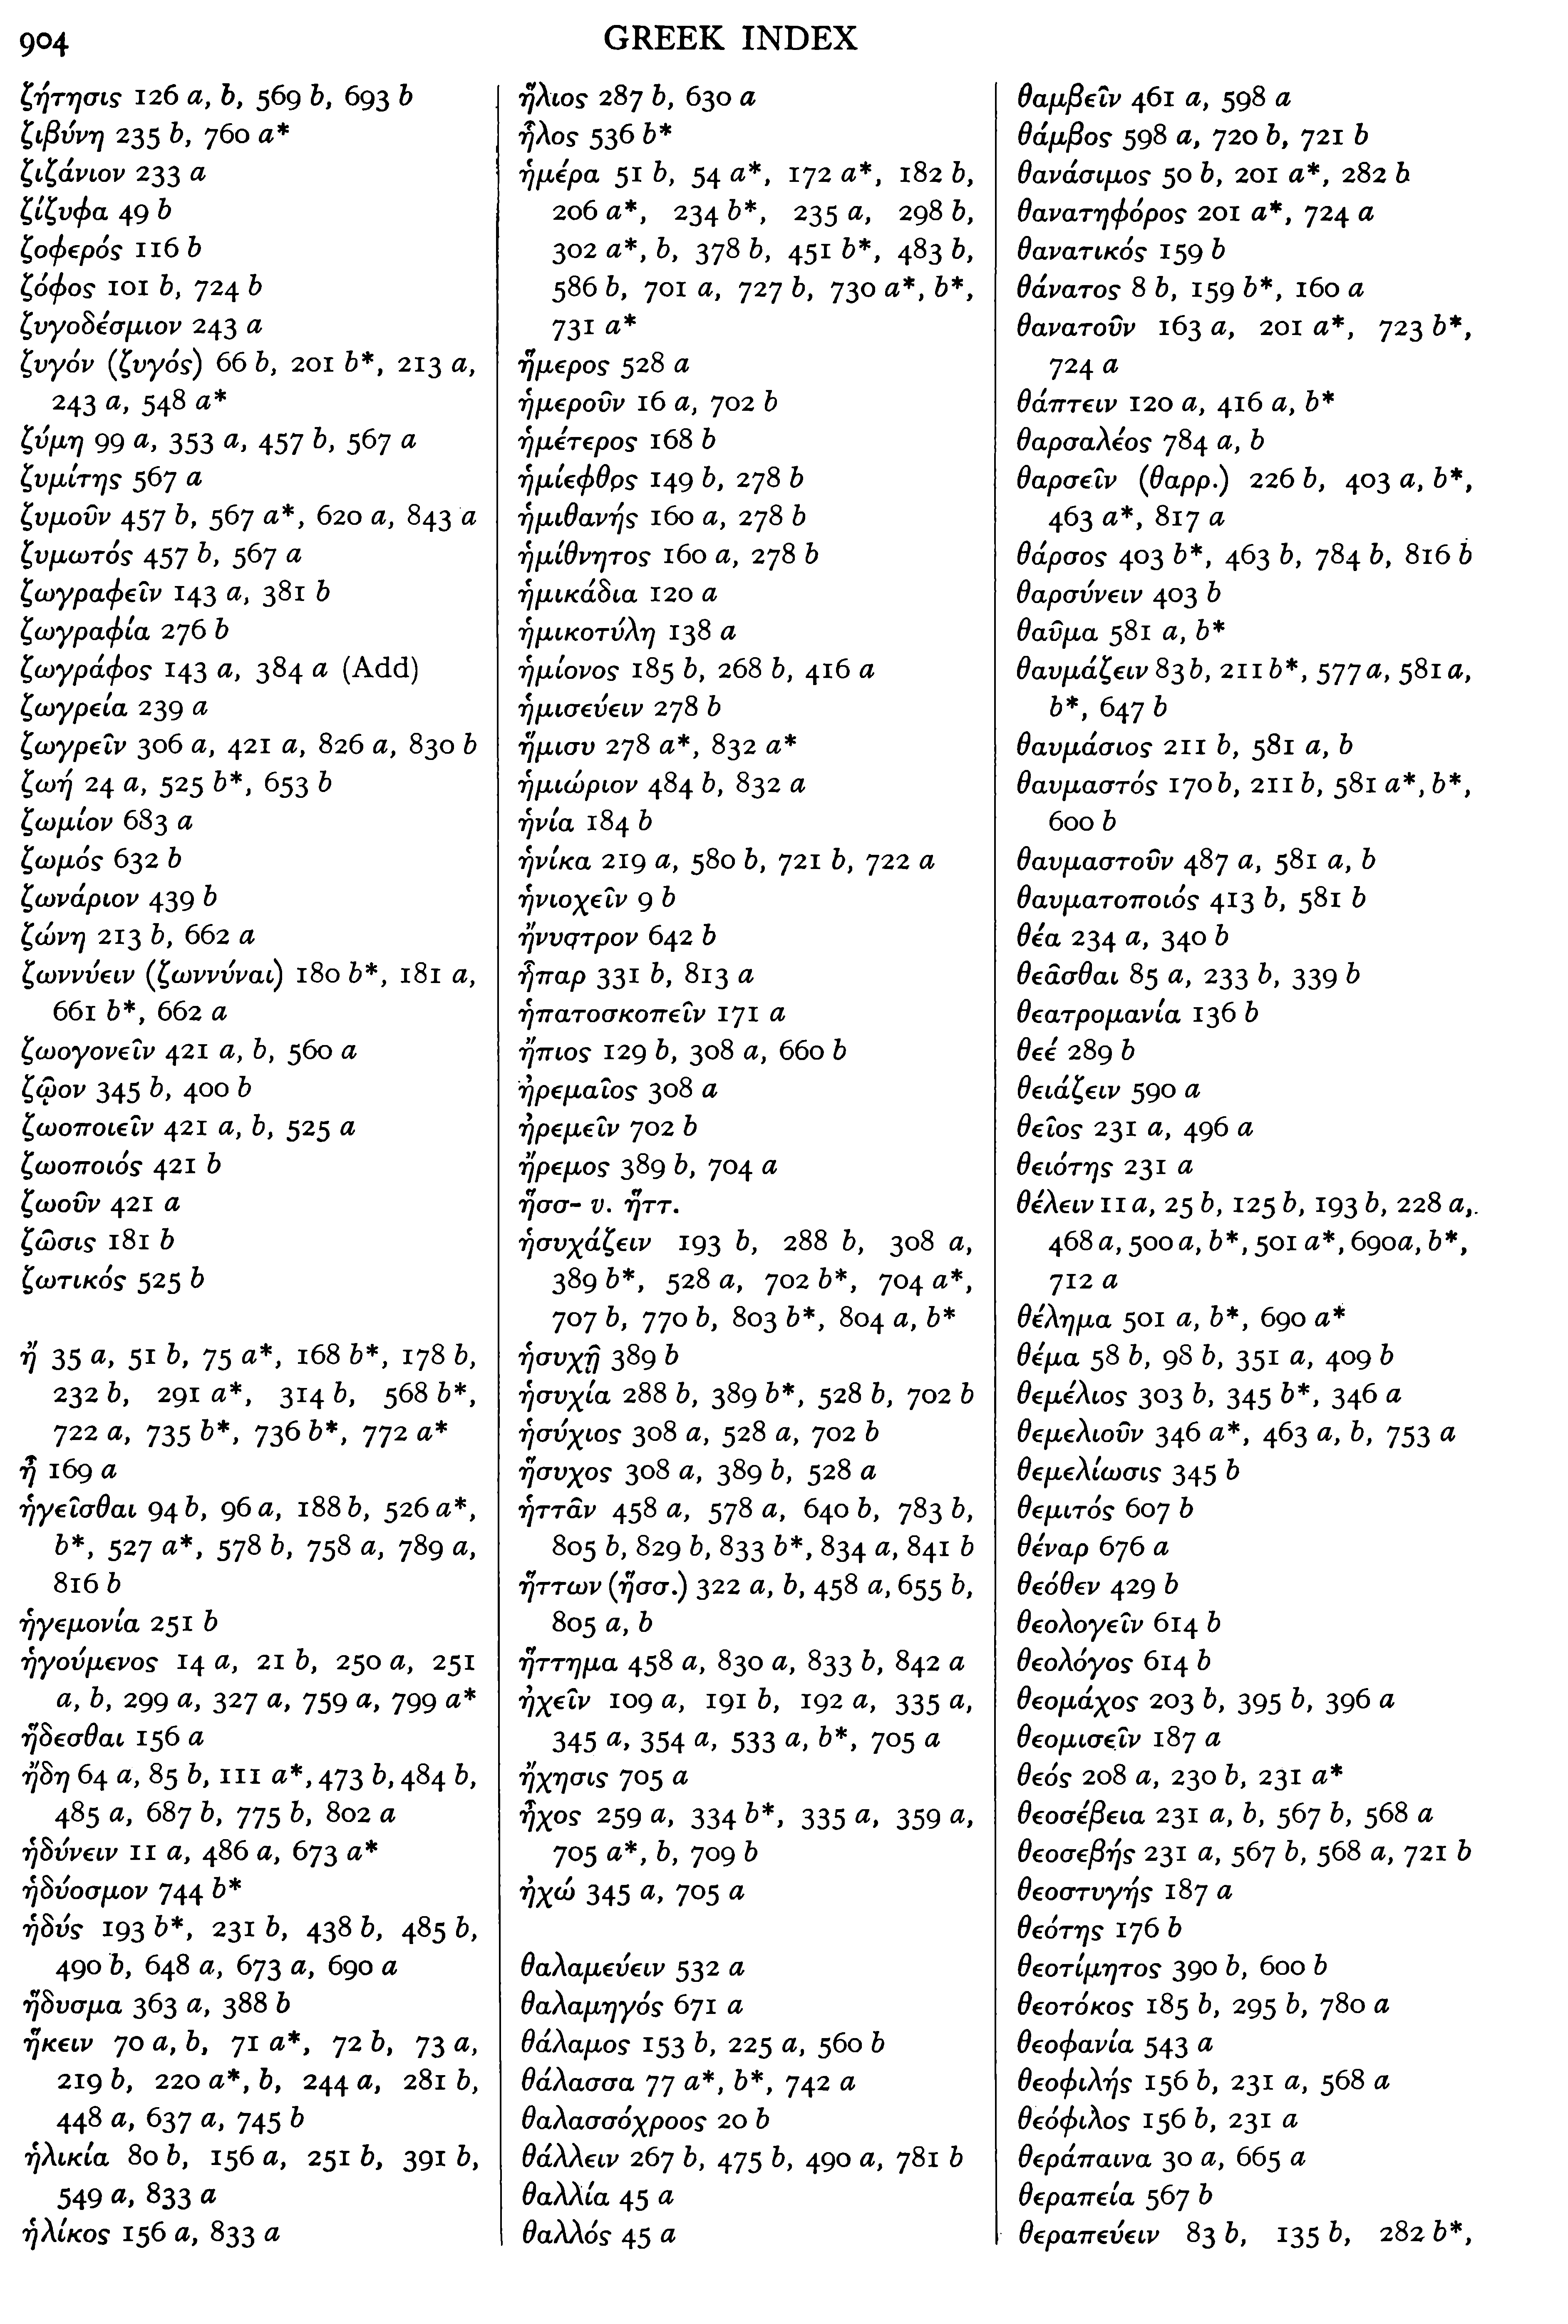 904
GREEK INDEX
ζήτησις 126 a, b, 569 b, 693 b
ζιβύνη 235 b, 760 a*
ζιζάνιον 233 a
ζίζυφα 49 b
ζοφερός 116 b
ζόφος 101 b, 724 b
ζυγοδέσμιον 243 a
ζυγόν (ζυγός) 66 b, 201 b*, 213 a,
243 a, 548 a*
ζύμη 99 a, 353 a, 457 b, 567 a
ζυμίτης 567 a
ζυμοῦν 457 b, 567 a*, 620 a, 843 a
ζυμωτός 457 b, 567 a
ζωγραφεῖν 143 a, 381 b
ζωγραφία 276 b
ζωγράφος 143 a, 384 a (Add)
ζωγρεία 239 a
ζωγρεῖν 306 a, 421 a, 826 a, 830 b
ζωή 24 a, 525 b*, 653 b
ζωμίον 683 a
ζωμός 632 b
ζωνάριον 439 b
ζώνη 213 b, 662 a
ζωννύειν (ζωννύναι) 180 b*, 181 a,
661 b*, 662 a
ζωογονεῖν 421 a, b, 560 a
ζῷον 345 b, 400 b
ζωοποιεῖν 421 a, b, 525 a
ζωοποιός 421 b
ζωοῦν 421 a
ζῶσις 181 b
ζωτικός 525 b
ἤ 35 a, 51 b, 75 a*, 168 b*, 178 b,
232 b, 291 a*, 314 b, 568 b*,
722 a, 735 b*, 736 b*, 772 a*
ἦ 169 a
ἡγεῖσθαι 94 b, 96 a, 188 b, 526 a*,
b*, 527 a*, 578 b, 758 a, 789 a,
816 b
ἡγεμονία 251 b
ἡγούμενος 14 a, 21 b, 250 a, 251
a, b, 299 a, 327 a, 759 a, 799 a*
ἥδεσθαι 156 a
ἤδη 64 a, 85 b, 111 a*, 473 b, 484 b,
485 a, 687 b, 775 b, 802 a
ἡδύνειν 11 a, 486 a, 673 a*
ἡδύοσμον 744 b*
ἡδύς 193 b*, 231 b, 438 b, 485 b,
490 b, 648 a, 673 a, 690 a
ἥδυσμα 363 a, 388 b
ἥκειν 70 a, b, 71 a*, 72 b, 73 a,
219 b, 220 a*, b, 244 a, 281 b,
448 a, 637 a, 745 b
ἡλικία 80 b, 156 a, 251 b, 391 b,
549 a, 833 a
ἡλίκος 156 a, 833 a
ἥλιος 287 b, 630 a
ἧλος 536 b*
ἡμέρα 51 b, 54 a*, 172 a*, 182 b,
206 a*, 234 b*, 235 a, 298 b,
302 a*, b, 378 b, 451 b*, 483 b,
586 b, 701 a, 727 b, 730 a*, b*,
731 a*
ἥμερος 528 a
ἡμεροῦν 16 a, 702 b
ἡμέτερος 168 b
ἡμίεφθος 149 b, 278 b
ἡμιθανής 160 a, 278 b
ἡμίθνητος 160 a, 278 b
ἡμικάδια 120 a
ἡμικοτύλη 138 a
ἡμίονος 185 b, 268 b, 416 a
ἡμισεύειν 278 b
ἥμισυ 278 a*, 832 a*
ἡμιώριον 484 b, 832 a
ἡνία 184 b
ἡνίκα 219 a, 580 b, 721 b, 722 a
ἡνιοχεῖν 9 b
ἤνυστρον 642 b
ἧπαρ 331 b, 813 a
ἡπατοσκοπεῖν 171 a
ἤπιος 129 b, 308 a, 660 b
ἠρεμαῖος 308 a
ἠρεμεῖν 702 b
ἤρεμος 389 b, 704 a
ἥσσ- v. ἥττ.
ἡσυχάζειν 193 b, 288 b, 308 a,
389 b*, 528 a, 702 b*, 704 a*,
707 b, 770 b, 803 b*, 804 a, b*
ἡσυχῇ 389 b
ἡσυχία 288 b, 389 b*, 528 b, 702 b
ἡσύχιος 308 a, 528 a, 702 b
ἥσυχος 308 a, 389 b, 528 a
ἡττᾶν 458 a, 578 a, 640 b, 783 b,
805 b, 829 b, 833 b*, 834 a, 841 b
ἥττων (ἥσσ.) 322 a, b, 458 a, 655 b,
805 a, b
ἥττημα 458 a, 830 a, 833 b, 842 a
ἠχεῖν 109 a, 191 b, 192 a, 335 a,
345 a, 354 a, 533 a, b*, 705 a
ἤχησις 705 a
ἦχος 259 a, 334 b*, 335 a, 359 a,
705 a*, b, 709 b
ἠχώ 345 a, 705 a
θαλαμεύειν 532 a
θαλαμηγός 671 a
θάλαμος 153 b, 225 a, 560 b
θάλασσα 77 a*, b*, 742 a
θαλασσόχροος 20 b
θάλλειν 267 b, 475 b, 490 a, 781 b
θαλλία 45 a
θαλλός 45 a
θαμβεῖν 461 a, 598 a
θάμβος 598 a, 720 b, 721 b
θανάσιμος 50 b, 201 a*, 282 b
θανατηφόρος 201 a*, 724 a
θανατικός 159 b
θάνατος 8 b, 159 b*, 160 a
θανατοῦν 163 a, 201 a*, 723 b*,
724 a
θάπτειν 120 a, 416 a, b*
θαρσαλέος 784 a, b
θαρσεῖν (θαρρ.) 226 b, 403 a, b*,
463 a*, 817 a
θάρσος 403 b*, 463 b, 784 b, 816 b
θαρσύνειν 403 b
θαῦμα 581 a, b*
θαυμάζειν 83 b, 211 b*, 577 a, 581 a,
b*, 647 b
θαυμάσιος 211 b, 581 a, b
θαυμαστός 170 b, 211 b, 581 a*, b*,
600 b
θαυμαστοῦν 487 a, 581 a, b
θαυματοποιός 413 b, 581 b
θέα 234 a, 340 b
θεᾶσθαι 85 a, 233 b, 339 b
θεατρομανία 136 b
θεέ 289 b
θειάζειν 590 a
θεῖος 231 a, 496 a
θειότης 231 a
θέλειν 11 a, 25 b, 125 b, 193 b, 228 a,
468 a, 500 a, b*, 501 a*, 690a, b*,
712 a
θέλημα 501 a, b*, 690 a*
θέμα 58 b, 98 b, 351 a, 409 b
θεμέλιος 303 b, 345 b*, 346 a
θεμελιοῦν 346 a*, 463 a, b, 753 a
θεμελίωσις 345 b
θεμιτός 607 b
θέναρ 676 a
θεόθεν 429 b
θεολογεῖν 614 b
θεολόγος 614 b
θεομάχος 203 b, 395 b, 396 a
θεομισεῖν 187 a
θεός 208 a, 230 b, 231 a*
θεοσέβεια 231 a, b, 567 b, 568 a
θεοσεβής 231 a, 567 b, 568 a, 721 b
θεοστυγής 187 a
θεότης 176 b
θεοτίμητος 390 b, 600 b
θεοτόκος 185 b, 295 b, 780 a
θεοφανία 543 a
θεοφιλής 156 b, 231 a, 568 a
θεόφιλος 156 b, 231 a
θεράπαινα 30 a, 665 a
θεραπεία 567 b
θεραπεύειν 83 b, 135 b, 282 b*,